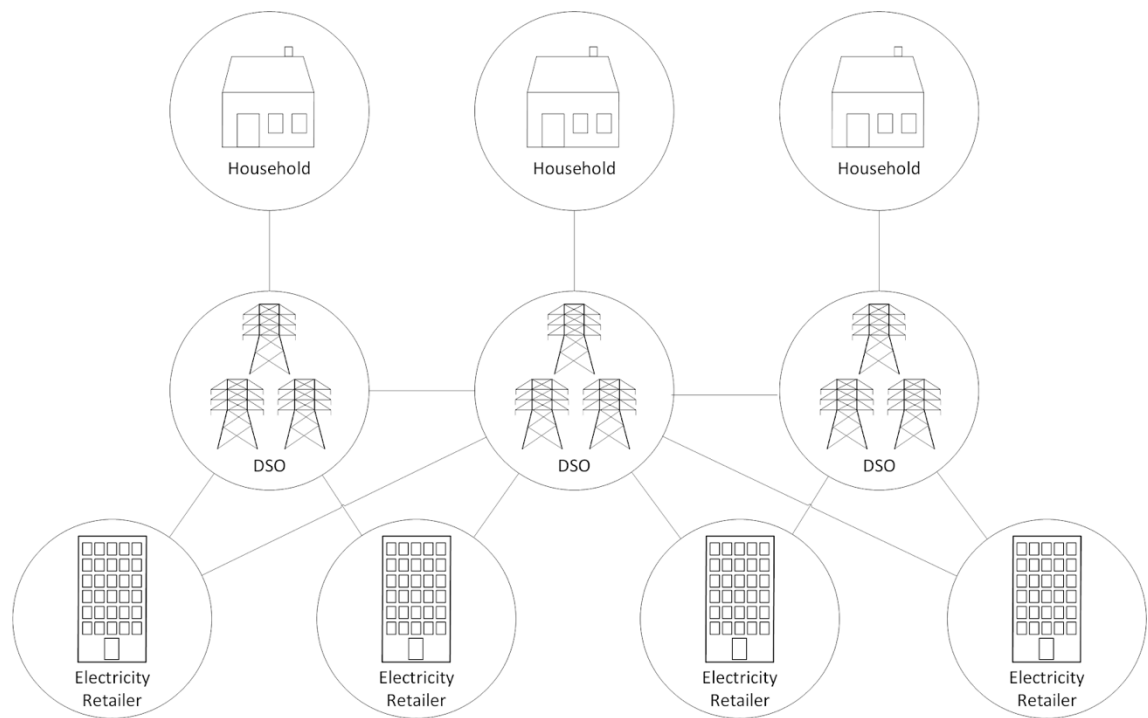 Household
Household
Household
DSO
DSO
DSO
Electricity
Retailer
Electricity
Retailer
Electricity
Retailer
Electricity
Retailer